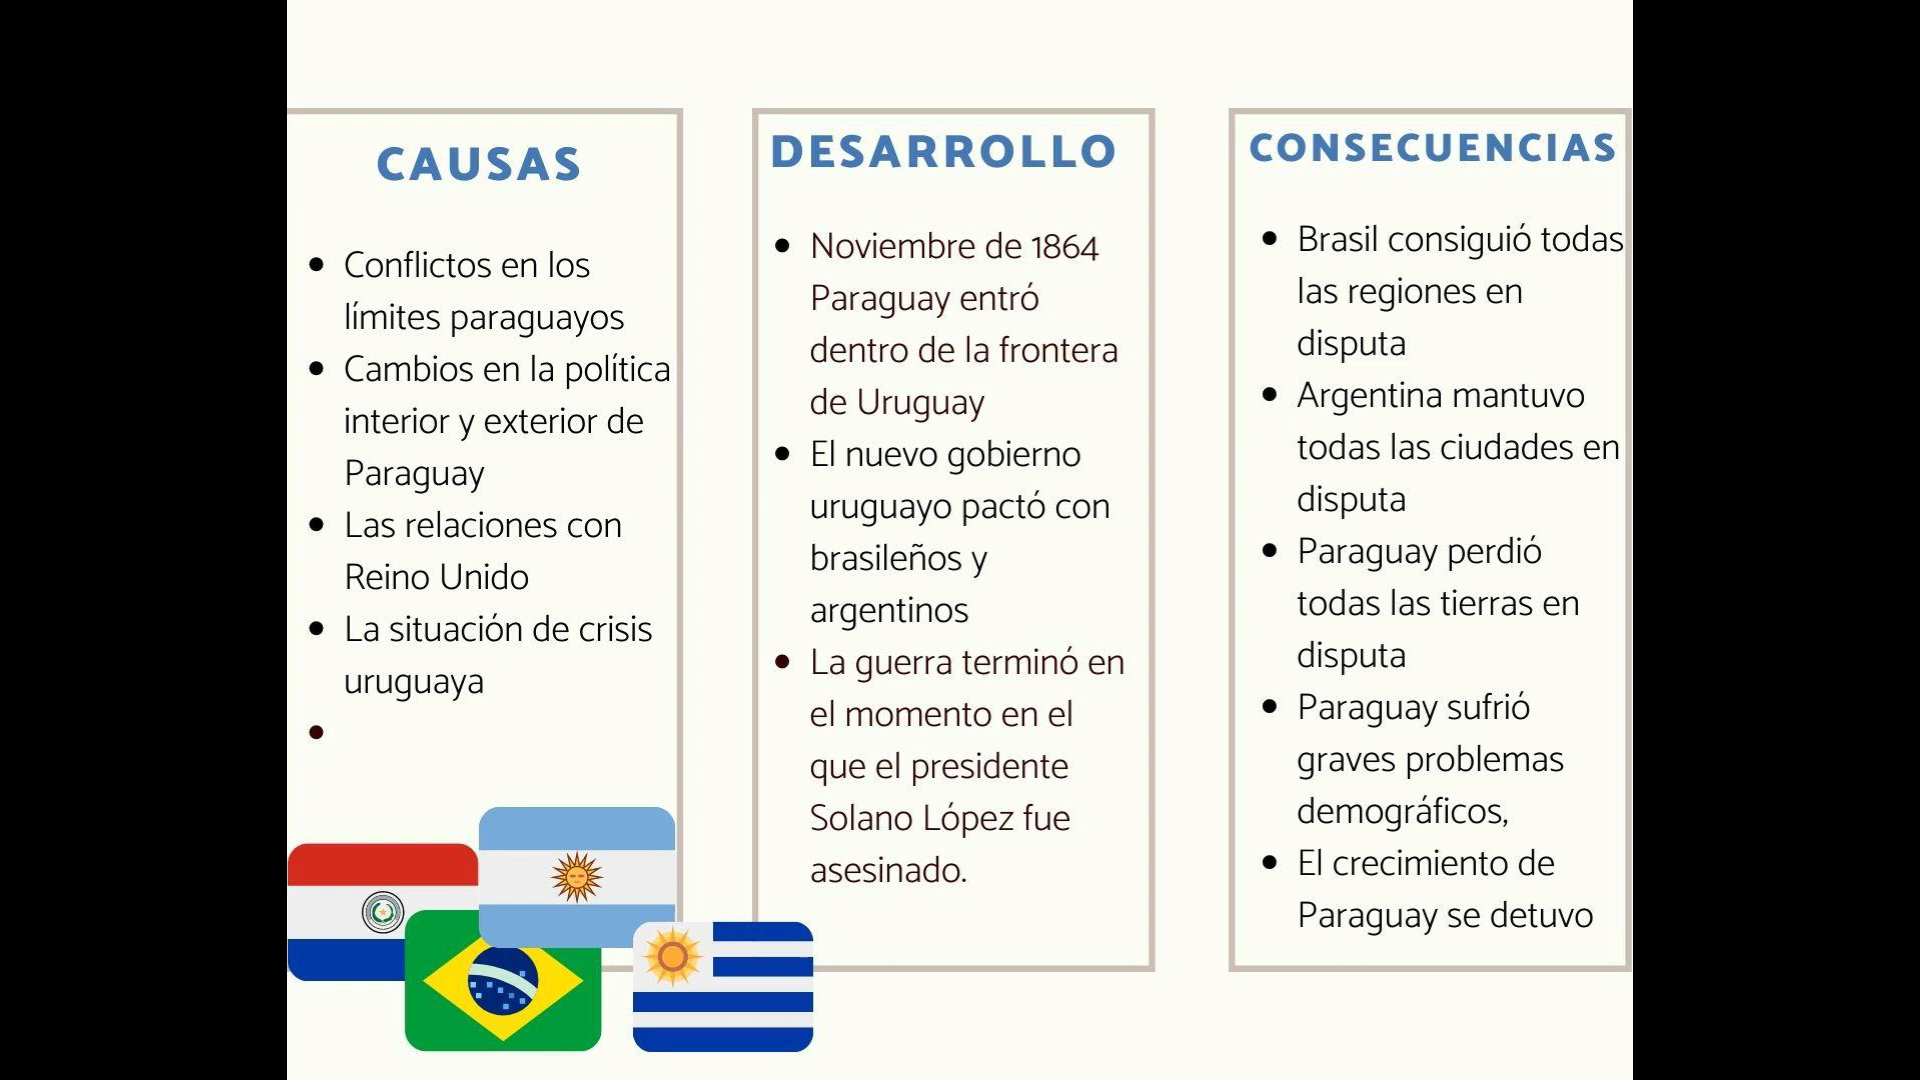 CAUSAS
Conflictos en los
límites paraguayos
Cambios en la política
interior y exterior de
Paraguay
Las relaciones con
Reino Unido
La situación de crisis
uruguaya
DESARROLLO
Noviembre de 1864
Paraguay entró
dentro de la frontera
de Uruguay
El nuevo gobierno
uruguayo pactó con
brasileños y
argentinos
La guerra terminó en
el momento en el
que el presidente
Solano López fue
asesinado.
CONSECUENCIAS
Brasil consiguió todas
las regiones en
disputa
Argentina mantuvo
todas las ciudades en
disputa
Paraguay perdió
todas las tierras en
disputa
Paraguay sufrió
graves problemas
demográficos,
El crecimiento de
Paraguay se detuvo